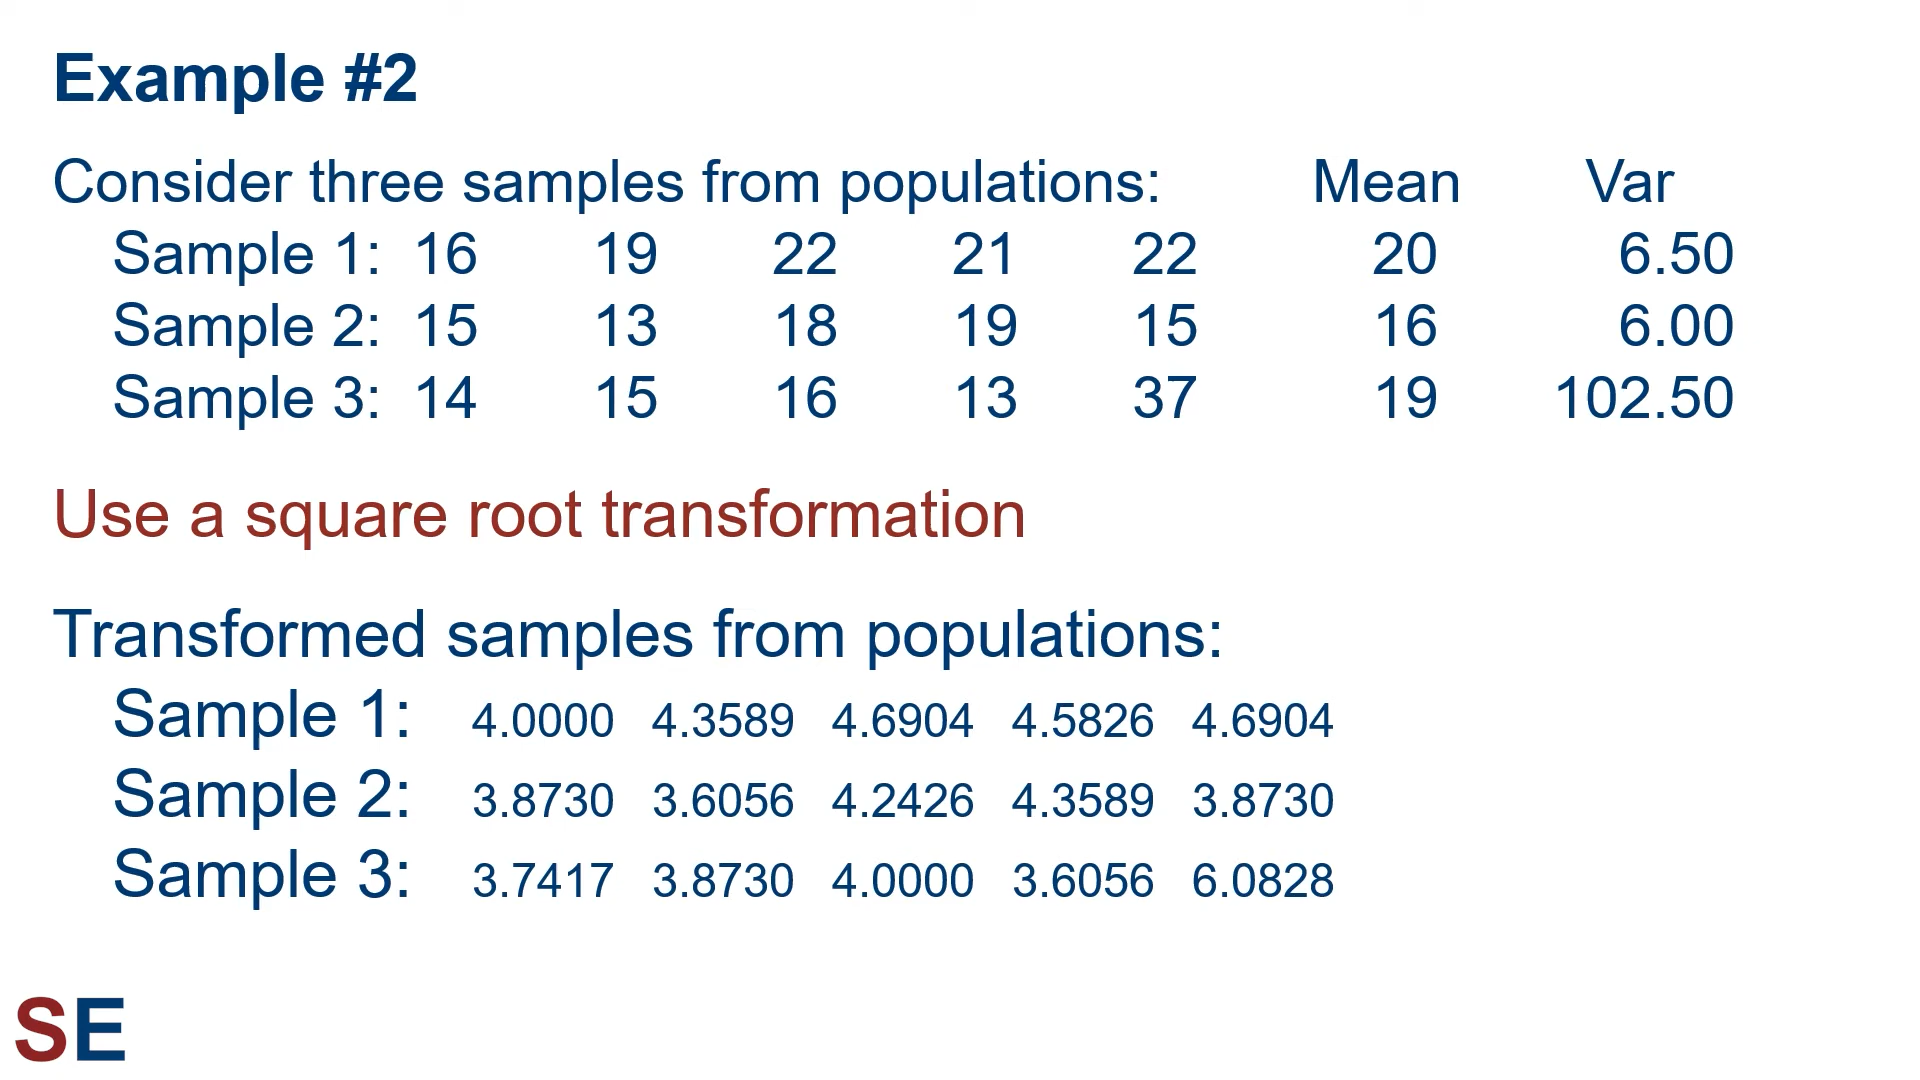 Example #2
Consider three samples from populations: Mean Var
Sample 1: 16 19 22 21 22 20 6.50
Sample 2: 15 13 18 19 15 16 6.00
Sample 3: 14 15 16 13 37 19 102.50
Use a square root transformation
Transformed samples from populations:
Sample 1: 4.0000 4.3589 4.6904 4.5826 4.6904
Sample 2: 3.8730 3.6056 4.2426 4.3589 3.8730
Sample 3: 3.7417 3.8730 4.0000 3.6056 6.0828
SE